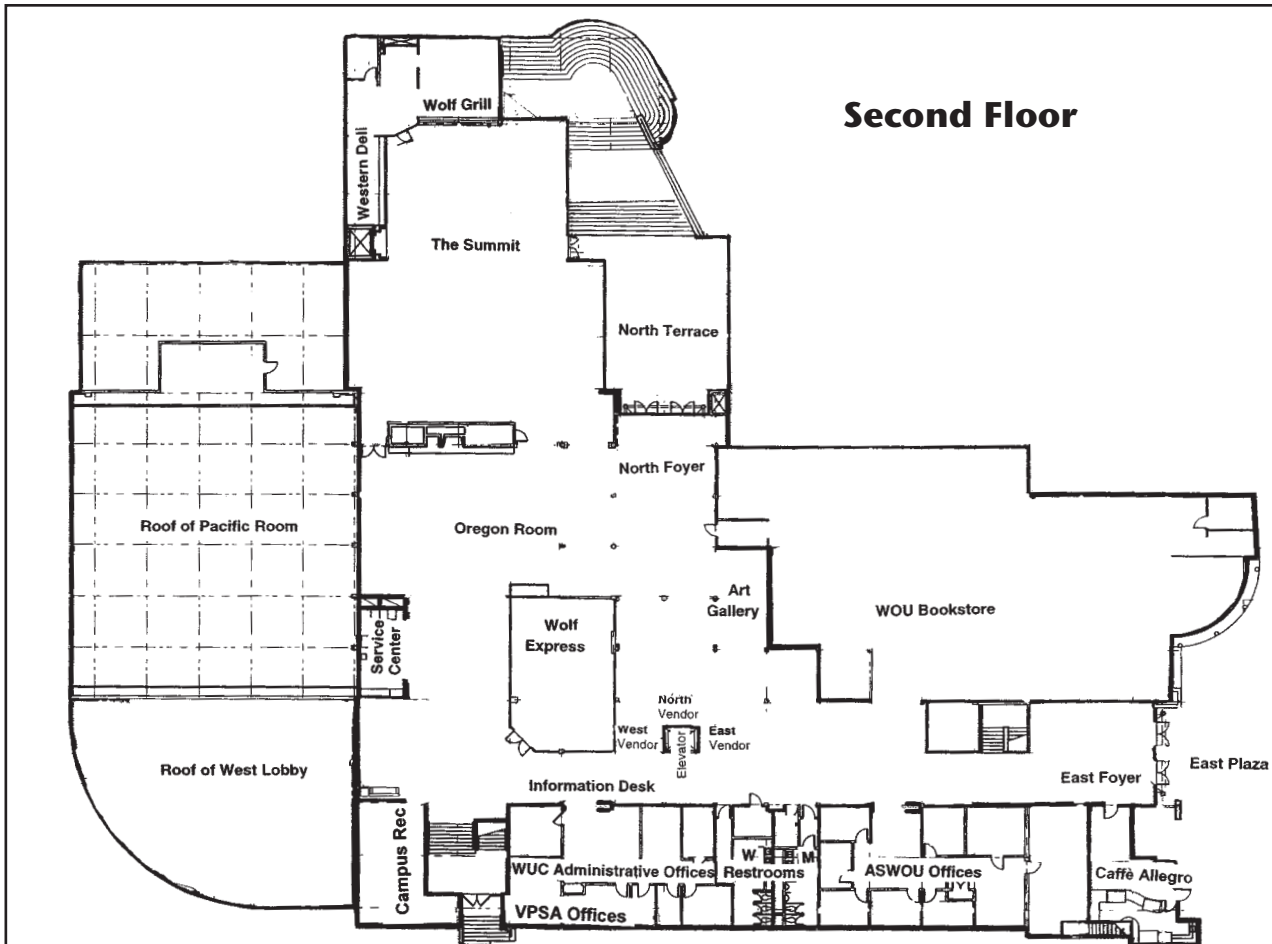 Second Floor
Wolf Grill
Western Deli
The Summit
North Terrace
North Foyer
Roof of Pacific Room
Oregon Room
Art
Gallery
WOU Bookstore
Wolf
Express
Service
Center
North
Vendor
West
Vendor
Elevator
East
Vendor
Roof of West Lobby
Information Desk
East Foyer
East Plaza
Campus Rec
WUC Administrative Offices
W
Restrooms
M
ASWOU Offices
Caffè Allegro
VPSA Offices